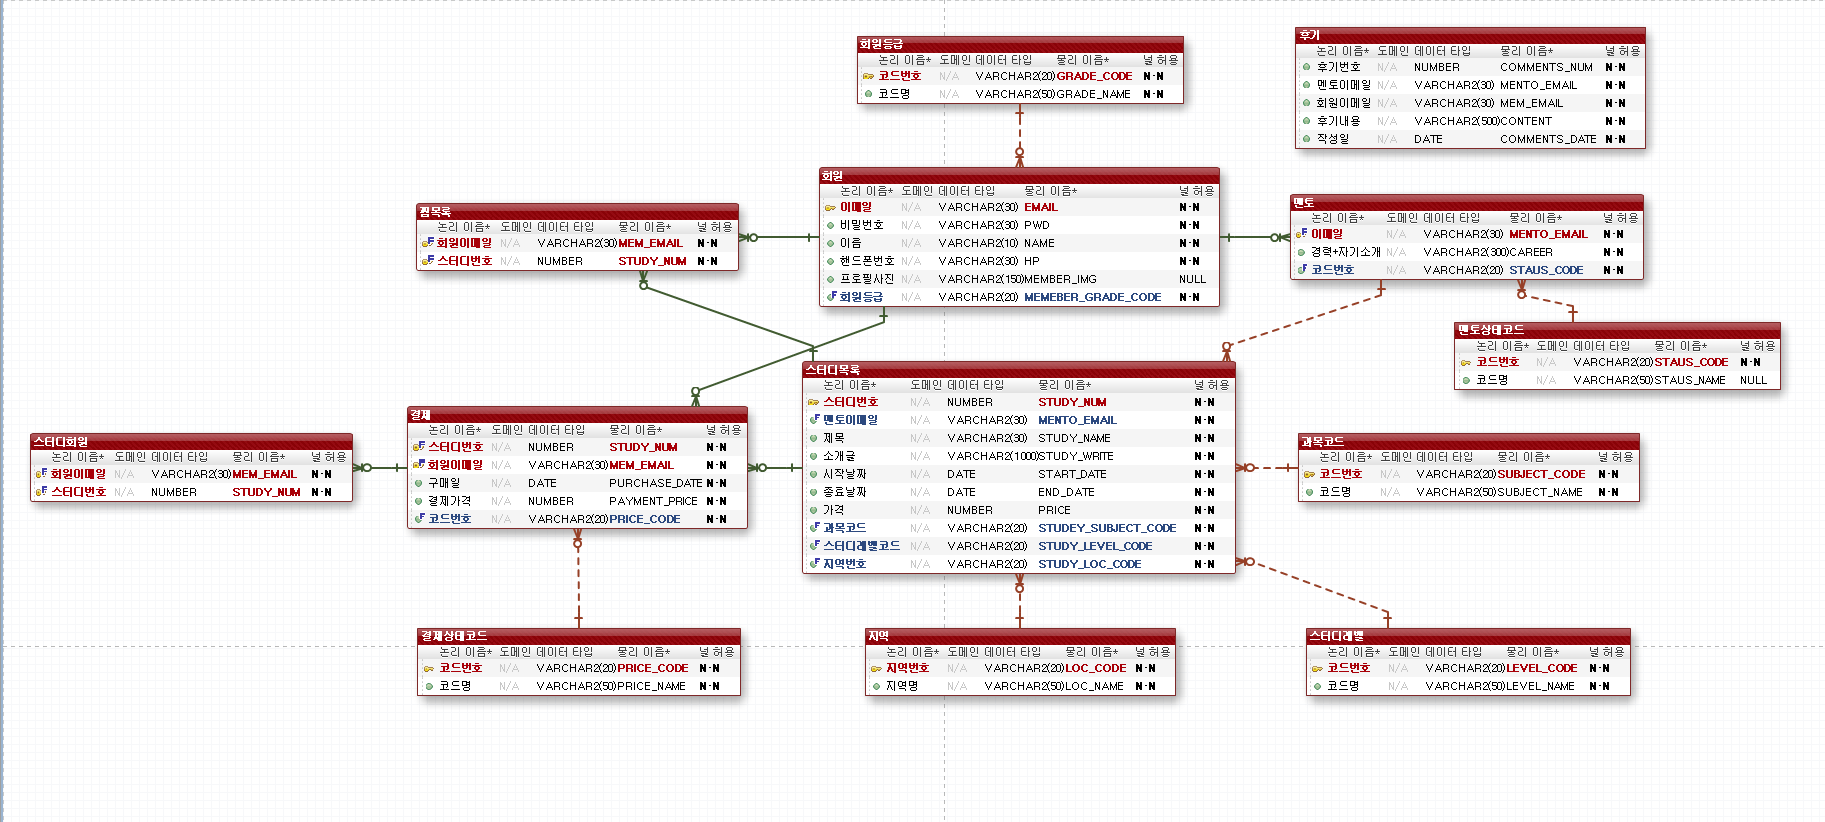 회원등급
논리 이름* 도메인 데이터 타입 물리 이름* 널 허용
코드번호 N/A VARCHAR2(20) GRADE_CODE N-N
코드명 N/A VARCHAR2(50) GRADE_NAME N-N
후기
논리 이름* 도메인 데이터 타입 물리 이름* 널 허용
후기번호 N/A NUMBER COMMENTS_NUM N-N
멘토이메일 N/A VARCHAR2(30) MENTO_EMAIL N-N
회원이메일 N/A VARCHAR2(30) MEM_EMAIL N-N
후기내용 N/A VARCHAR2(500) CONTENT N-N
작성일 N/A DATE COMMENTS_DATE N-N
회원
논리 이름* 도메인 데이터 타입 물리 이름* 널 허용
이메일 N/A VARCHAR2(30) EMAIL N-N
비밀번호 N/A VARCHAR2(30) PWD N-N
이름 N/A VARCHAR2(10) NAME N-N
핸드폰번호 N/A VARCHAR2(30) HP N-N
프로필사진 N/A VARCHAR2(150) MEMBER_IMG NULL
회원등급 N/A VARCHAR2(20) MEMEBER_GRADE_CODE N-N
찜목록
논리 이름* 도메인 데이터 타입 물리 이름* 널 허용
회원이메일 N/A VARCHAR2(30) MEM_EMAIL N-N
스터디번호 N/A NUMBER STUDY_NUM N-N
멘토
논리 이름* 도메인 데이터 타입 물리 이름* 널 허용
이메일 N/A VARCHAR2(30) MENTO_EMAIL N-N
경력+자기소개 N/A VARCHAR2(300) CAREER N-N
코드번호 N/A VARCHAR2(20) STAUS_CODE N-N
멘토상태코드
논리 이름* 도메인 데이터 타입 물리 이름* 널 허용
코드번호 N/A VARCHAR2(20) STAUS_CODE N-N
코드명 N/A VARCHAR2(50) STAUS_NAME NULL
스터디목록
논리 이름* 도메인 데이터 타입 물리 이름* 널 허용
스터디번호 N/A NUMBER STUDY_NUM N-N
멘토이메일 N/A VARCHAR2(30) MENTO_EMAIL N-N
제목 N/A VARCHAR2(30) STUDY_NAME N-N
소개글 N/A VARCHAR2(1000) STUDY_WRITE N-N
시작날짜 N/A DATE START_DATE N-N
종료날짜 N/A DATE END_DATE N-N
가격 N/A NUMBER PRICE N-N
과목코드 N/A VARCHAR2(20) STUDEY_SUBJECT_CODE N-N
스터디레벨코드 N/A VARCHAR2(20) STUDY_LEVEL_CODE N-N
지역번호 N/A VARCHAR2(20) STUDY_LOC_CODE N-N
결제
논리 이름* 도메인 데이터 타입 물리 이름* 널 허용
스터디번호 N/A NUMBER STUDY_NUM N-N
회원이메일 N/A VARCHAR2(30) MEM_EMAIL N-N
구매일 N/A DATE PURCHASE_DATE N-N
결제가격 N/A NUMBER PAYMENT_PRICE N-N
코드번호 N/A VARCHAR2(20) PRICE_CODE N-N
스터디회원
논리 이름* 도메인 데이터 타입 물리 이름* 널 허용
회원이메일 N/A VARCHAR2(30) MEM_EMAIL N-N
스터디번호 N/A NUMBER STUDY_NUM N-N
과목코드
논리 이름* 도메인 데이터 타입 물리 이름* 널 허용
코드번호 N/A VARCHAR2(20) SUBJECT_CODE N-N
코드명 N/A VARCHAR2(50) SUBJECT_NAME N-N
결제상태코드
논리 이름* 도메인 데이터 타입 물리 이름* 널 허용
코드번호 N/A VARCHAR2(20) PRICE_CODE N-N
코드명 N/A VARCHAR2(50) PRICE_NAME N-N
지역
논리 이름* 도메인 데이터 타입 물리 이름* 널 허용
지역번호 N/A VARCHAR2(20) LOC_CODE N-N
지역명 N/A VARCHAR2(50) LOC_NAME N-N
스터디레벨
논리 이름* 도메인 데이터 타입 물리 이름* 널 허용
코드번호 N/A VARCHAR2(20) LEVEL_CODE N-N
코드명 N/A VARCHAR2(50) LEVEL_NAME N-N